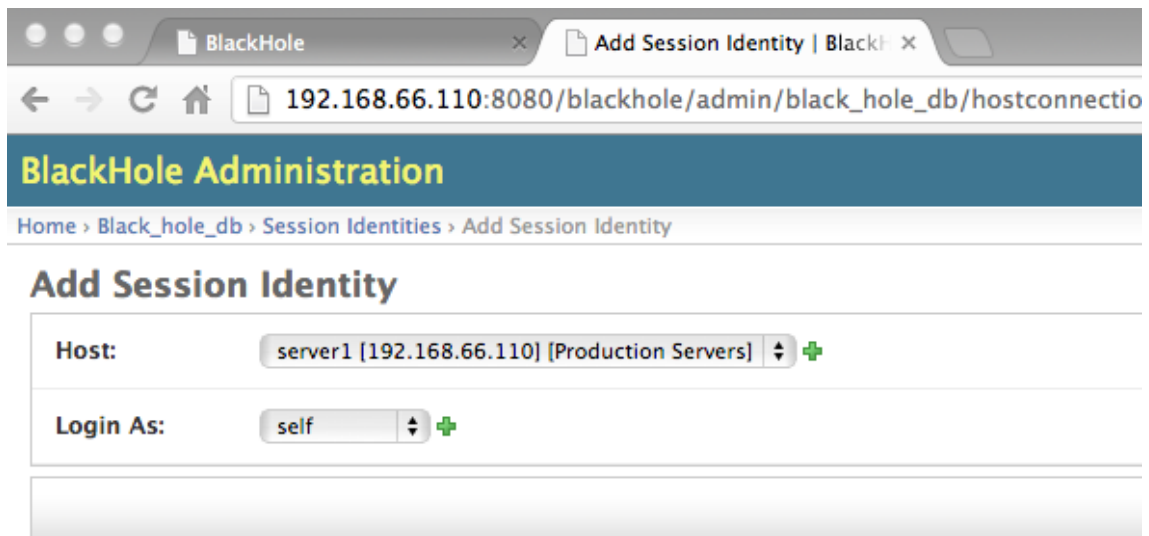 BlackHole
Add Session Identity | BlackH
192.168.66.110:8080/blackhole/admin/black_hole_db/hostconnectio
BlackHole Administration
Home › Black_hole_db › Session Identities › Add Session Identity
Add Session Identity
Host: server1 [192.168.66.110] [Production Servers]
Login As: self